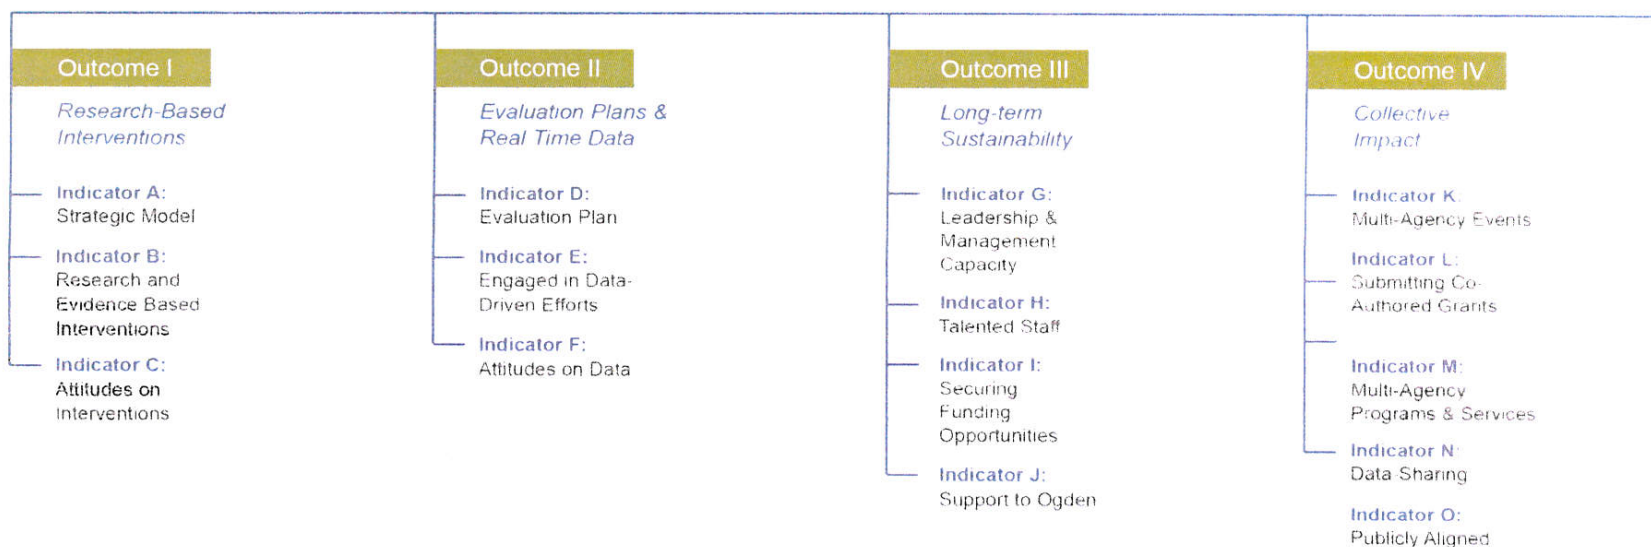 Outcome I
Research-Based
Interventions
Indicator A:
Strategic Model
Indicator B:
Research and
Evidence Based
Interventions
Indicator C:
Attitudes on
Interventions
Outcome II
Evaluation Plans &
Real Time Data
Indicator D:
Evaluation Plan
Indicator E:
Engaged in Data-
Driven Efforts
Indicator F:
Attitudes on Data
Outcome III
Long-term
Sustainability
Indicator G:
Leadership &
Management
Capacity
Indicator H:
Talented Staff
Indicator I:
Securing
Funding
Opportunities
Indicator J:
Support to Ogden
Outcome IV
Collective
Impact
Indicator K:
Multi-Agency Events
Indicator L:
Submitting Co-
Authored Grants
Indicator M:
Multi-Agency
Programs & Services
Indicator N:
Data-Sharing
Indicator O:
Publicly Aligned